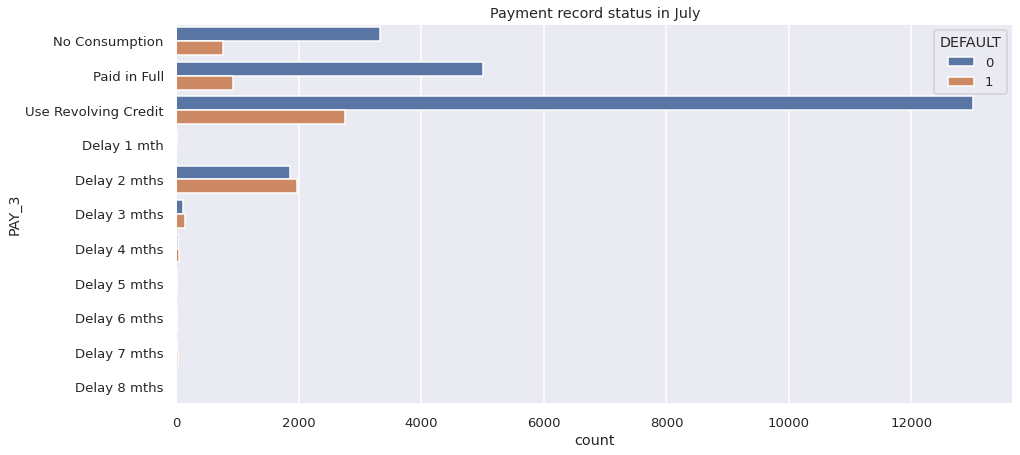 Payment record status in July
PAY_3
No Consumption
Paid in Full
Use Revolving Credit
Delay 1 mth
Delay 2 mths
Delay 3 mths
Delay 4 mths
Delay 5 mths
Delay 6 mths
Delay 7 mths
Delay 8 mths
DEFAULT
0
1
0 2000 4000 6000 8000 10000 12000
count